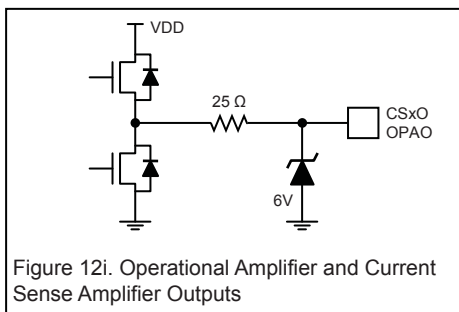 VDD
25 Ω
CSxO
OPAO
6V
Figure 12i. Operational Amplifier and Current
Sense Amplifier Outputs